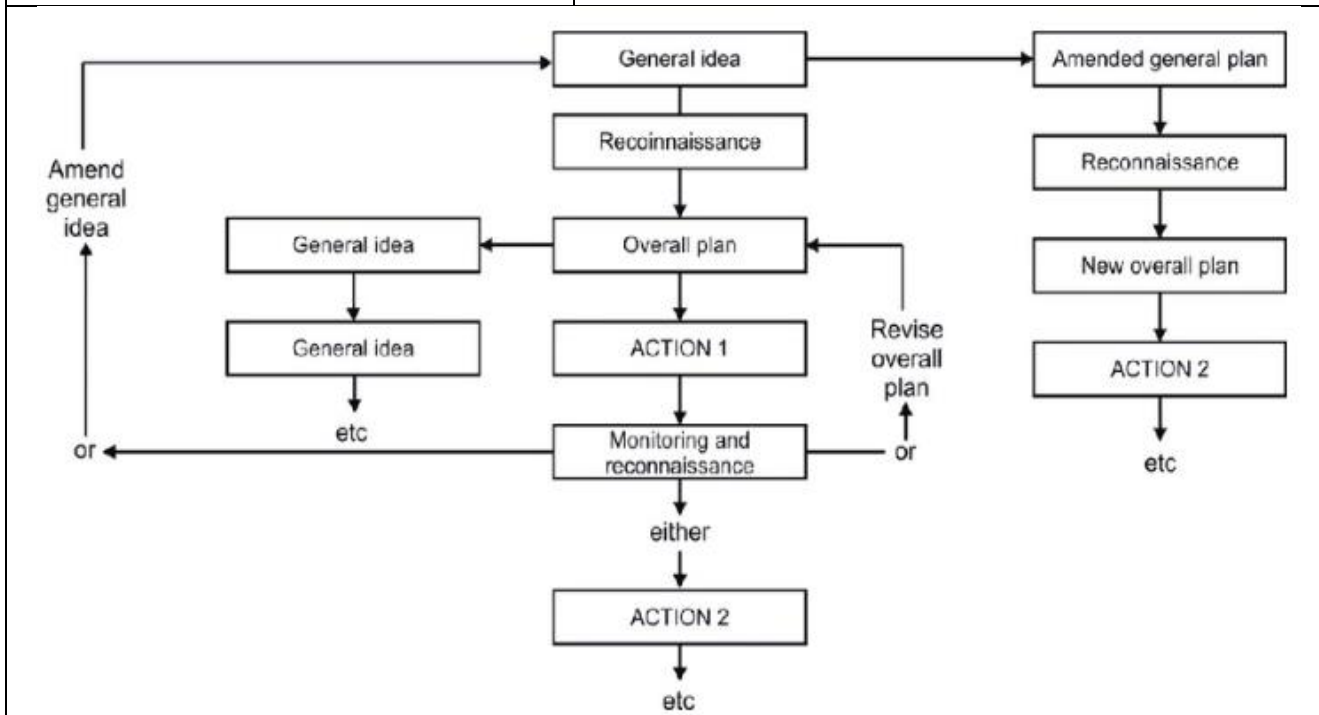 General idea
Amended general plan
Recoinnaissance
Reconnaissance
Amend
general
idea
General idea
Overall plan
New overall plan
General idea
ACTION 1
Revise
overall
plan
ACTION 2
etc
or
Monitoring and
reconnaissance
or
etc
either
ACTION 2
etc